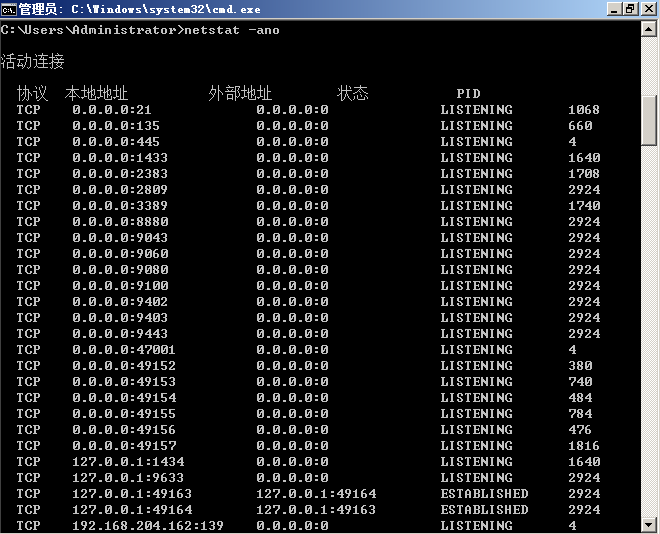 管理员: C:\Windows\system32\cmd.exe
C:\Users\Administrator>netstat -ano
活动连接
协议 本地地址 外部地址 状态 PID
TCP 0.0.0.0:21 0.0.0.0:0 LISTENING 1068
TCP 0.0.0.0:135 0.0.0.0:0 LISTENING 660
TCP 0.0.0.0:445 0.0.0.0:0 LISTENING 4
TCP 0.0.0.0:1433 0.0.0.0:0 LISTENING 1640
TCP 0.0.0.0:2383 0.0.0.0:0 LISTENING 1708
TCP 0.0.0.0:2809 0.0.0.0:0 LISTENING 2924
TCP 0.0.0.0:3389 0.0.0.0:0 LISTENING 1740
TCP 0.0.0.0:8880 0.0.0.0:0 LISTENING 2924
TCP 0.0.0.0:9043 0.0.0.0:0 LISTENING 2924
TCP 0.0.0.0:9060 0.0.0.0:0 LISTENING 2924
TCP 0.0.0.0:9080 0.0.0.0:0 LISTENING 2924
TCP 0.0.0.0:9100 0.0.0.0:0 LISTENING 2924
TCP 0.0.0.0:9402 0.0.0.0:0 LISTENING 2924
TCP 0.0.0.0:9403 0.0.0.0:0 LISTENING 2924
TCP 0.0.0.0:9443 0.0.0.0:0 LISTENING 2924
TCP 0.0.0.0:47001 0.0.0.0:0 LISTENING 4
TCP 0.0.0.0:49152 0.0.0.0:0 LISTENING 380
TCP 0.0.0.0:49153 0.0.0.0:0 LISTENING 740
TCP 0.0.0.0:49154 0.0.0.0:0 LISTENING 484
TCP 0.0.0.0:49155 0.0.0.0:0 LISTENING 784
TCP 0.0.0.0:49156 0.0.0.0:0 LISTENING 476
TCP 0.0.0.0:49157 0.0.0.0:0 LISTENING 1816
TCP 127.0.0.1:1434 0.0.0.0:0 LISTENING 1640
TCP 127.0.0.1:9633 0.0.0.0:0 LISTENING 2924
TCP 127.0.0.1:49163 127.0.0.1:49164 ESTABLISHED 2924
TCP 127.0.0.1:49164 127.0.0.1:49163 ESTABLISHED 2924
TCP 192.168.204.162:139 0.0.0.0:0 LISTENING 4